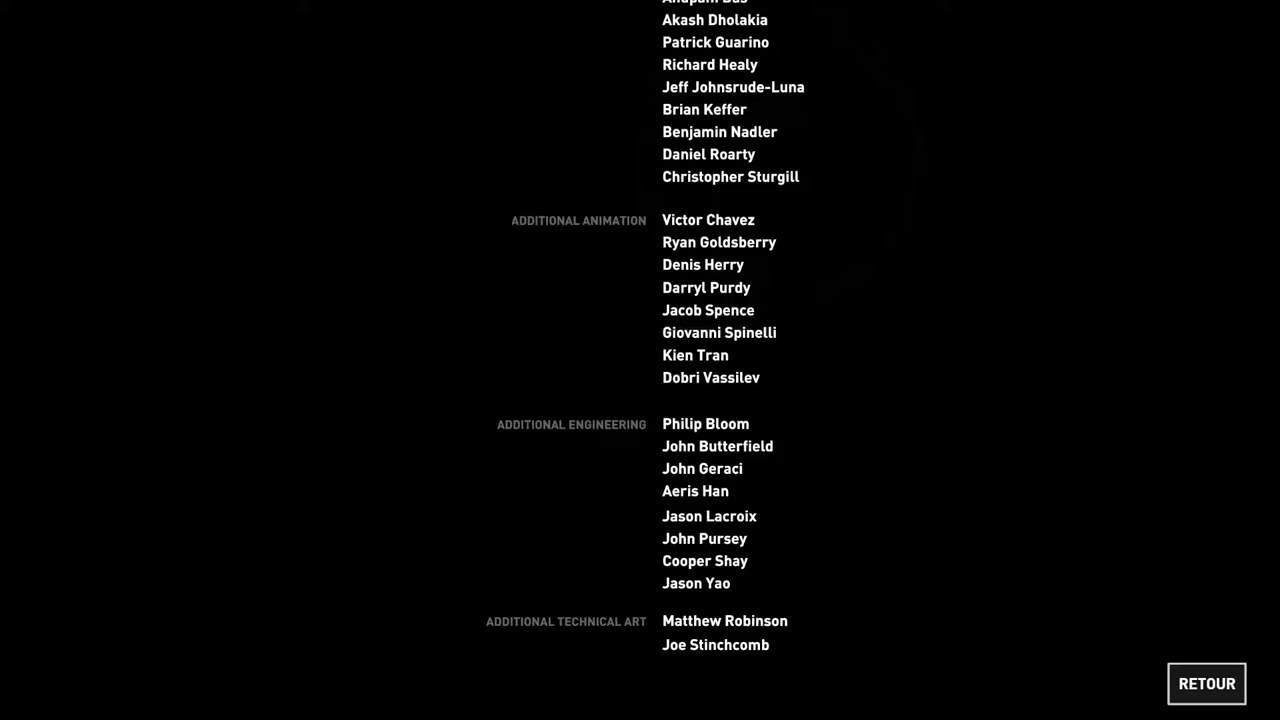 Akash Dholakia
Patrick Guarino
Richard Healy
Jeff Johnsrude-Luna
Brian Keffer
Benjamin Nadler
Daniel Roarty
Christopher Sturgill
ADDITIONAL ANIMATION Victor Chavez
Ryan Goldsberry
Denis Herry
Darryl Purdy
Jacob Spence
Giovanni Spinelli
Kien Tran
Dobri Vassilev
ADDITIONAL ENGINEERING Philip Bloom
John Butterfield
John Geraci
Aeris Han
Jason Lacroix
John Pursey
Cooper Shay
Jason Yao
ADDITIONAL TECHNICAL ART Matthew Robinson
Joe Stinchcomb
RETOUR